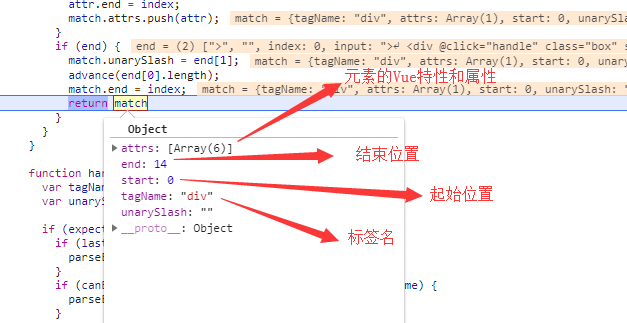 attr.end = index;
match.attrs.push(attr); match = {tagName: "div", attrs: Array(1), start: 0, unarySl
}
if (end) { end = (2) [">", "", index: 0, input: ">↵ <div @click="handle" class="box" s
match.unarySlash = end[1]; match = {tagName: "div", attrs: Array(1), start: 0, una
advance(end[0].length);
match.end = index; match = {tagName: "div", attrs: Array(1), start: 0, unarySlash: "
return match
}
}
}
元素的Vue特性和属性
Object
attrs: [Array(6)]
end: 14
结束位置
start: 0
起始位置
tagName: "div"
标签名
unarySlash: ""
__proto__: Object
function han
var tagNam
var unaryS
if (expect
if (last
parseE
}
if (canB
ame) {
parseE
}